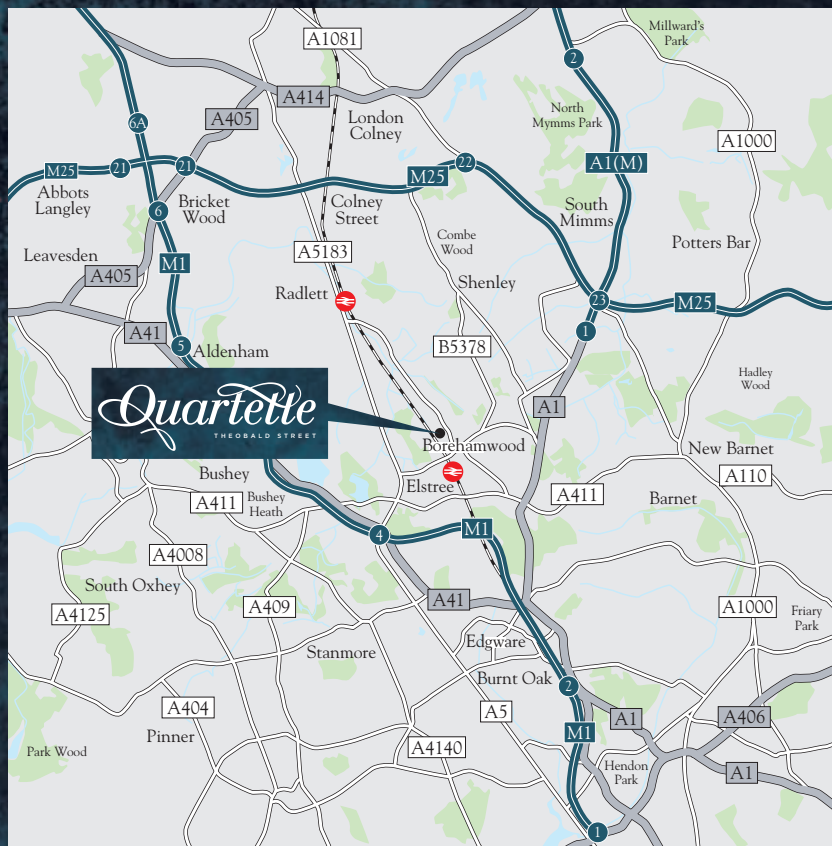 Millward's
Park
A1081
2
A414
A405
London
Colney
North
Mymms Park
6A
A1000
M25
21
21
M25
22
A1(M)
Abbots
Langley
Bricket
Wood
Colney
Street
South
Mimms
6
Combe
Wood
Potters Bar
Leavesden
A5183
M1
A405
Shenley
Radlett
23
M25
1
A41
5
Aldenham
B5378
Hadley
Wood
A1
Quartette
THEOBALD STREET
Borehamwood
New Barnet
Bushey
Elstree
A110
A411
Bushey
Heath
A411
Barnet
4
M1
A4008
South Oxhey
A41
A4125
A409
A1000
Friary
Park
Edgware
Stanmore
Burnt Oak
2
A404
A5
A1
A406
Pinner
M1
Park Wood
A4140
Hendon
Park
A1
1